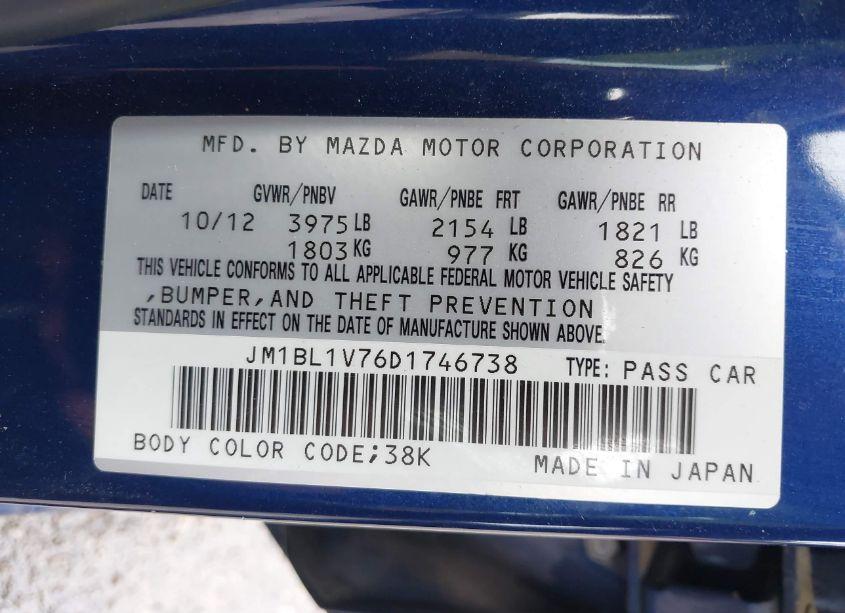 MFD. BY MAZDA MOTOR CORPORATION
DATE GVWR/PNBV GAWR/PNBE FRT GAWR/PNBE RR
10/12 3975 LB 2154 LB 1821 LB
1803 KG 977 KG 826 KG
THIS VEHICLE CONFORMS TO ALL APPLICABLE FEDERAL MOTOR VEHICLE SAFETY
,BUMPER,AND THEFT PREVENTION
STANDARDS IN EFFECT ON THE DATE OF MANUFACTURE SHOWN ABOVE.
JM1BL1V76D1746738 TYPE: PASS CAR
BODY COLOR CODE;38K MADE IN JAPAN